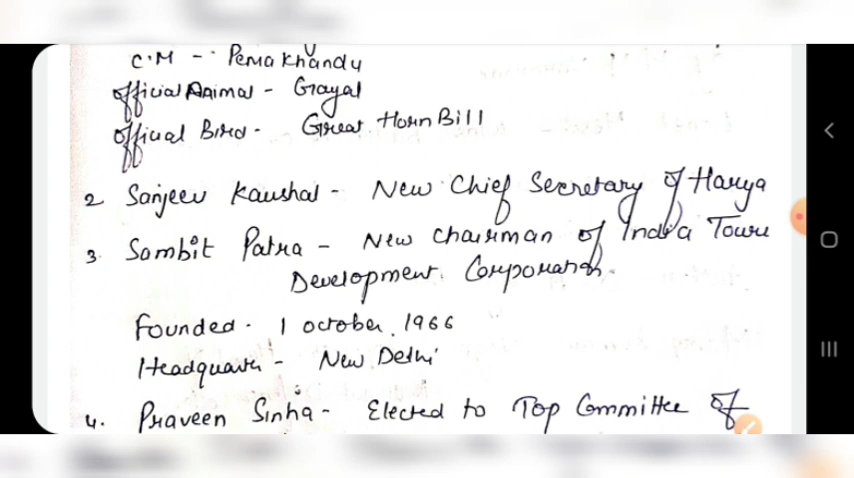 C.M - Pema Khandu
Official Animal - Gayal
Official Bird - Great Horn Bill
2 Sanjeev Kaushal - New Chief Secretary of Harya
3. Sambit Patra - New Chairman of India Touri
Development Corporation.
Founded - 1 october, 1966
Headquater - New Delhi
4. Praveen Sinha - Elected to Top Committee of